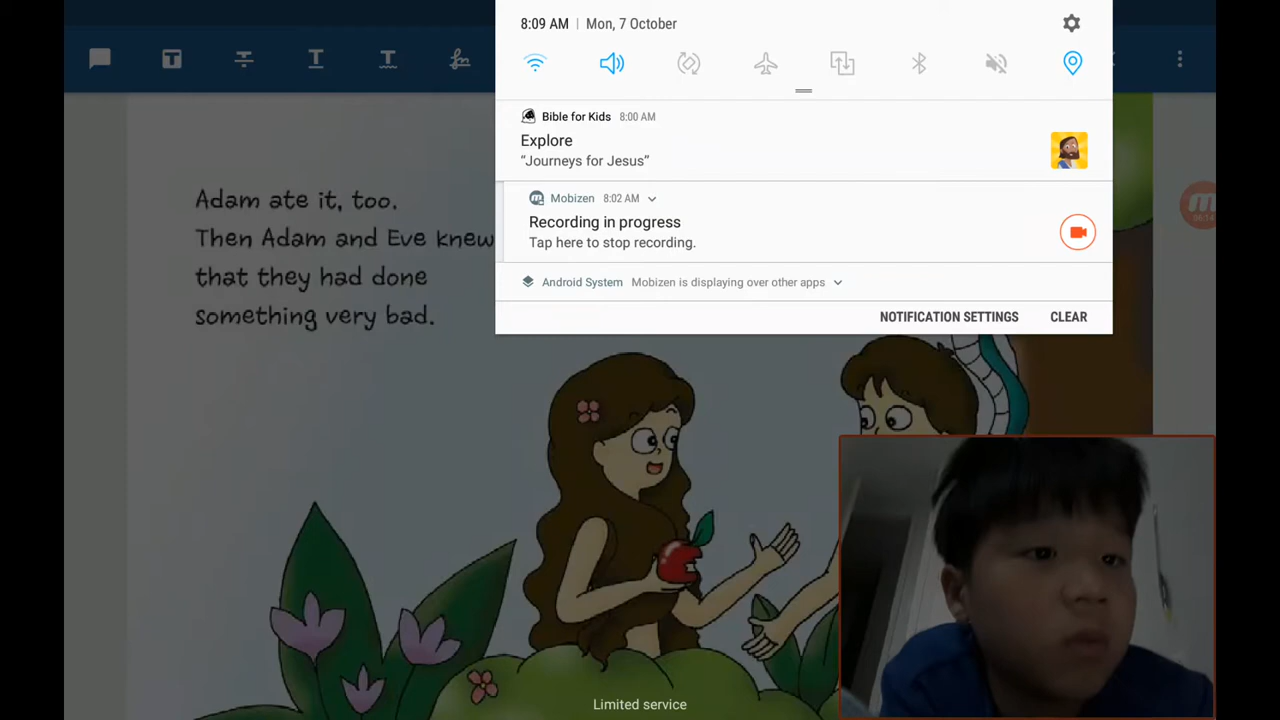 8:09 AM | Mon, 7 October
Bible for Kids 8:00 AM
Explore
“Journeys for Jesus”
Mobizen 8:02 AM
Recording in progress
Tap here to stop recording.
Android System Mobizen is displaying over other apps
NOTIFICATION SETTINGS CLEAR
Adam ate it, too.
Then Adam and Eve knew
that they had done
something very bad.
06:14
Limited service